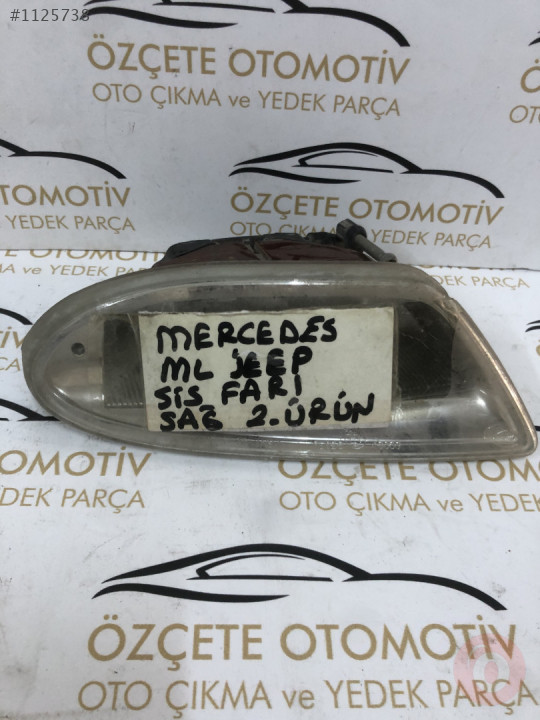 #1125738
ÖZÇETE OTOMOTİV
OTO ÇIKMA ve YEDEK PARÇA
OTOMOTİV
YEDEK PARÇA
ÖZÇETE OTOMOTİV
OTO ÇIKMA ve YEDEK PARÇA
MERCEDES
ML JEEP
SİS FARI
SAĞ 2. ÜRÜN
OTOMOTİV
YEDEK PARÇA
ÖZÇETE OTOMOTİV
OTO ÇIKMA ve YEDEK
ÖZÇETE OTOMOTİV
OTO ÇIKMA ve YEDEK PARÇA